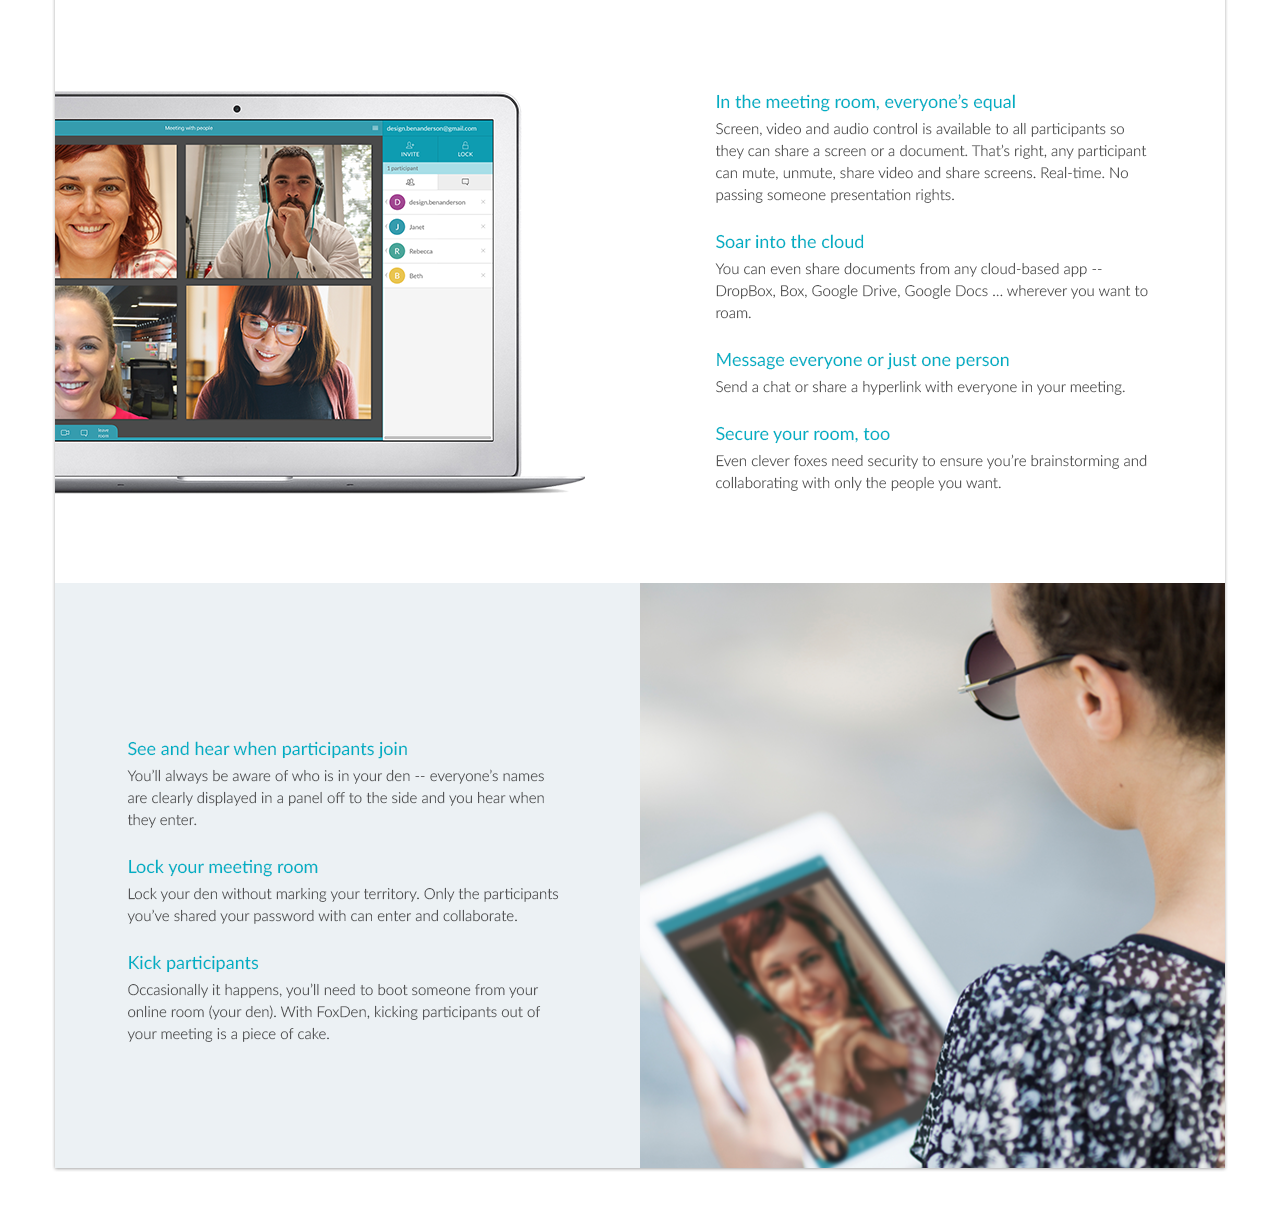 Meeting with people
design.benanderson@gmail.com
INVITE
LOCK
1 participant
D design.benanderson ×
J Janet ×
R Rebecca ×
B Beth ×
leave
room
In the meeting room, everyone’s equal
Screen, video and audio control is available to all participants so
they can share a screen or a document. That’s right, any participant
can mute, unmute, share video and share screens. Real-time. No
passing someone presentation rights.
Soar into the cloud
You can even share documents from any cloud-based app --
DropBox, Box, Google Drive, Google Docs ... wherever you want to
roam.
Message everyone or just one person
Send a chat or share a hyperlink with everyone in your meeting.
Secure your room, too
Even clever foxes need security to ensure you’re brainstorming and
collaborating with only the people you want.
See and hear when participants join
You’ll always be aware of who is in your den -- everyone’s names
are clearly displayed in a panel off to the side and you hear when
they enter.
Lock your meeting room
Lock your den without marking your territory. Only the participants
you’ve shared your password with can enter and collaborate.
Kick participants
Occasionally it happens, you’ll need to boot someone from your
online room (your den). With FoxDen, kicking participants out of
your meeting is a piece of cake.